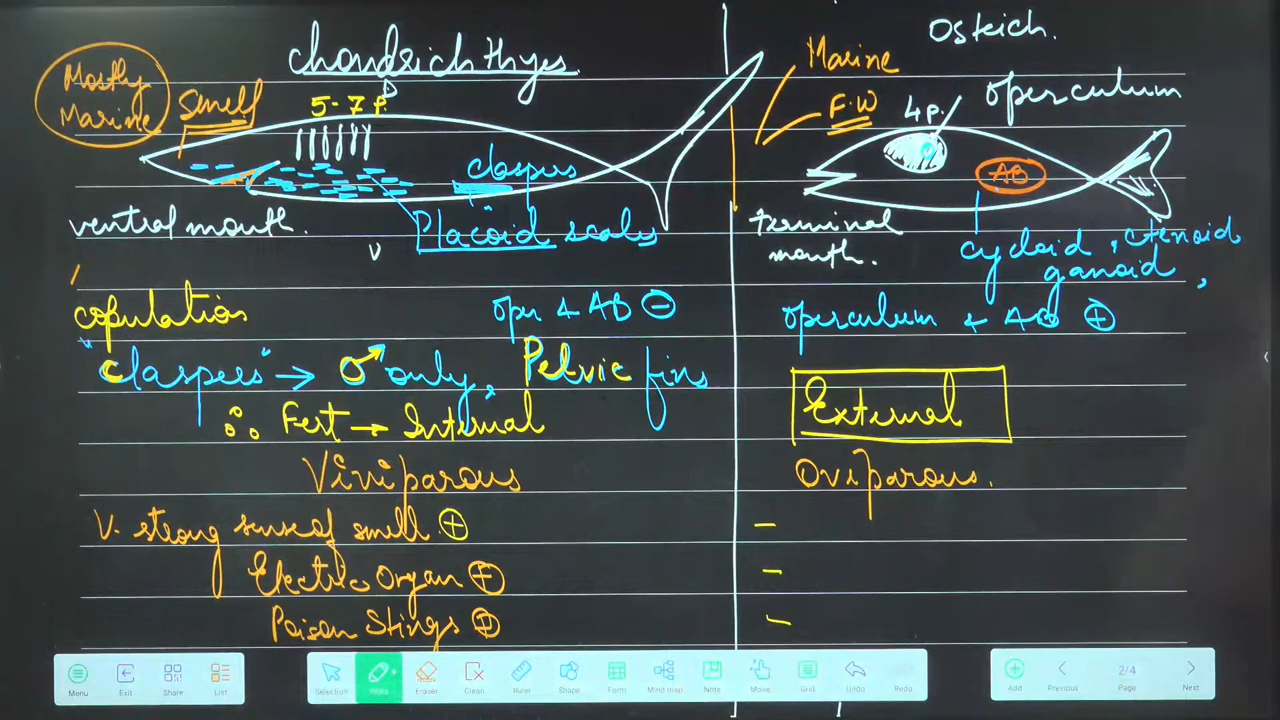 Chondrichthyes
Mostly
Marine
Smell
5-7 P.
claspers
ventral mouth.
Placoid scales
v
copulation
oper + AB ⊖
"claspers" → ♂ only, Pelvic fins
∴ Fert → Internal
Viviparous
V. strong sense of smell ⊕
Electric Organ ⊕
Poison Stings ⊕
Osteich.
Marine
F.W
4P.
operculum
AB
terminal
mouth.
cycloid, ctenoid
ganoid,
operculum + AB ⊕
External
Oviparous.
-
-
-
Menu Exit Share List Selection Eraser Clean Ruler Shape Form Mind map Note Move Grid Undo Redo Add Previous 2/4 Page Next